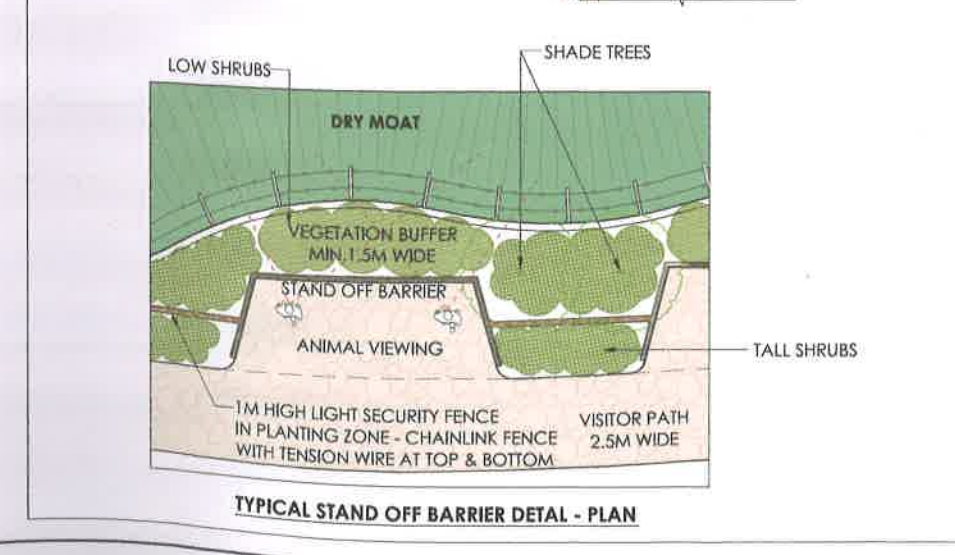 LOW SHRUBS
SHADE TREES
DRY MOAT
VEGETATION BUFFER
MIN.1.5M WIDE
STAND OFF BARRIER
ANIMAL VIEWING
TALL SHRUBS
1M HIGH LIGHT SECURITY FENCE
IN PLANTING ZONE - CHAINLINK FENCE
WITH TENSION WIRE AT TOP & BOTTOM
VISITOR PATH
2.5M WIDE
TYPICAL STAND OFF BARRIER DETAL - PLAN